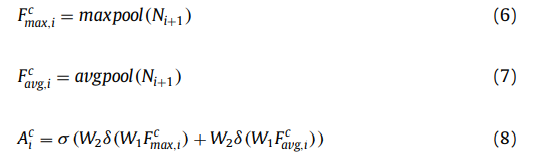 F^c_{max,i} = maxpool(N_{i+1}) (6)
F^c_{avg,i} = avgpool(N_{i+1}) (7)
A^c_i = σ(W_2δ(W_1F^c_{max,i}) + W_2δ(W_1F^c_{avg,i})) (8)